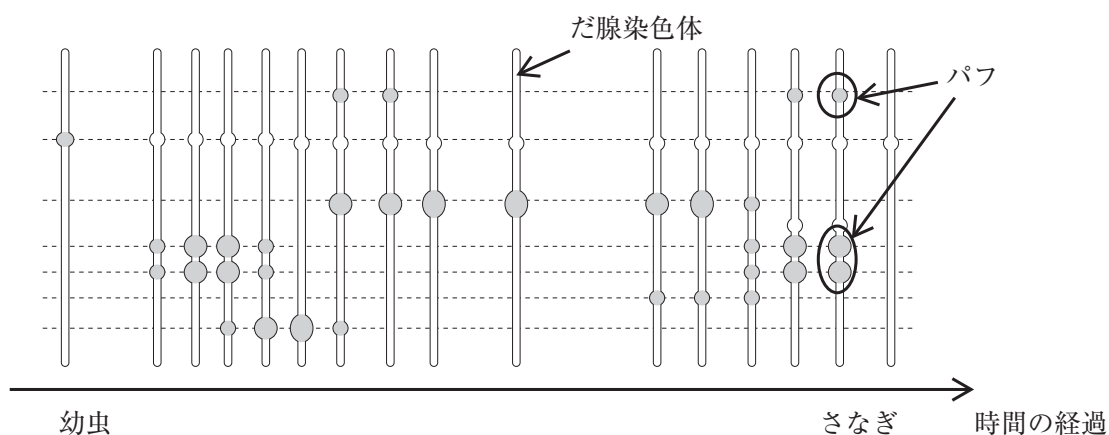 だ腺染色体
パフ
幼虫
さなぎ
時間の経過